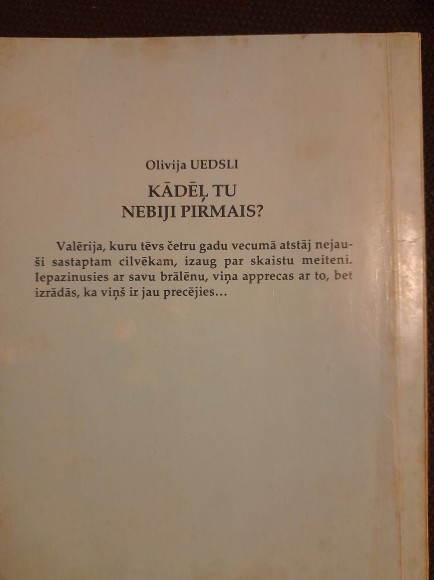 Olivija UEDSLI
KĀDĒĻ TU
NEBIJI PIRMAIS?
Valērija, kuru tēvs četru gadu vecumā atstāj nejau-
ši sastaptam cilvēkam, izaug par skaistu meiteni.
Iepazinusies ar savu brālēnu, viņa apprecas ar to, bet
izrādās, ka viņš ir jau precējies...